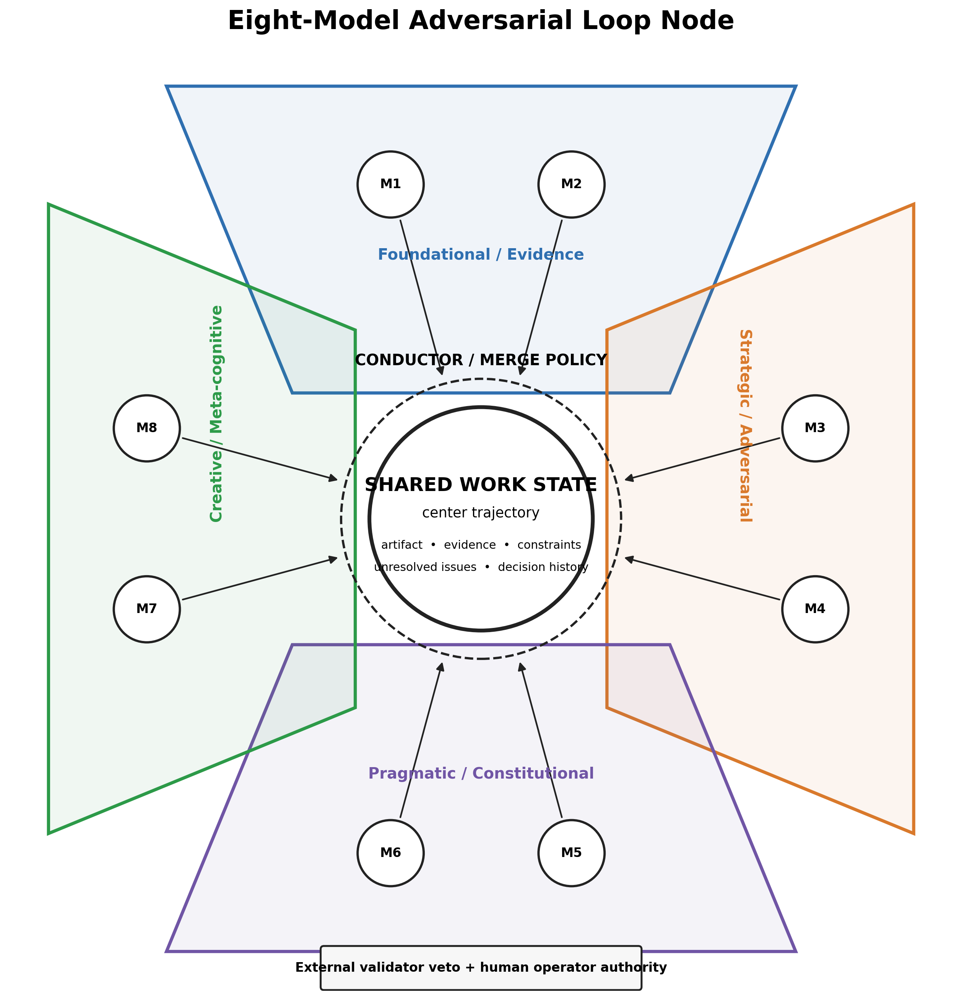 Eight-Model Adversarial Loop Node
M1
M2
Foundational / Evidence
CONDUCTOR / MERGE POLICY
Creative / Meta-cognitive
Strategic / Adversarial
M8
M3
SHARED WORK STATE
center trajectory
artifact • evidence • constraints
unresolved issues • decision history
M7
M4
Pragmatic / Constitutional
M6
M5
External validator veto + human operator authority